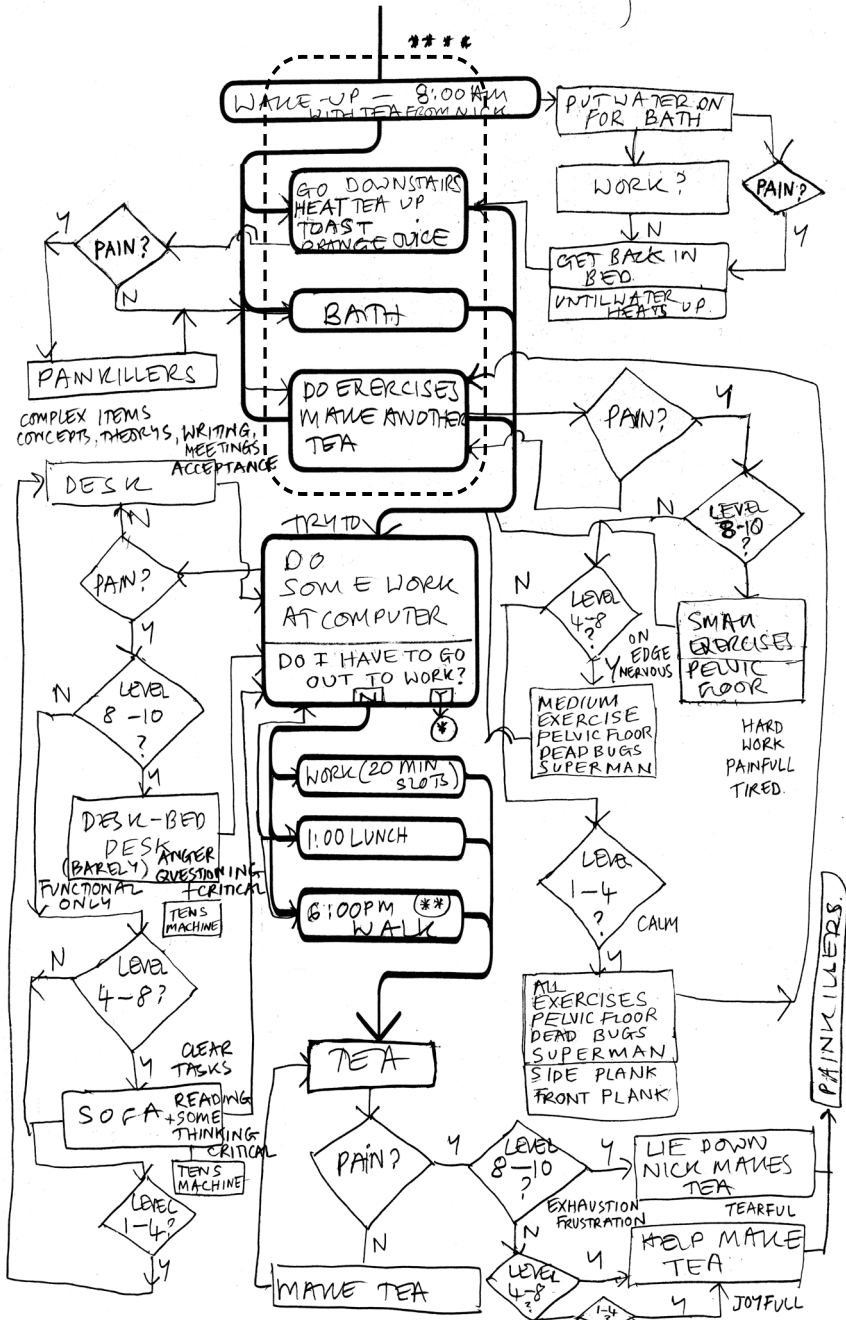 ****
WAKE-UP — 8:00AM
WITH TEA FROM NICK
PUT WATER ON
FOR BATH
WORK?
PAIN?
Y
N
GET BACK IN
BED
UNTIL WATER
HEATS UP.
GO DOWNSTAIRS
HEAT TEA UP
TOAST
ORANGE JUICE
Y
PAIN?
N
PAINKILLERS
BATH
DO EXERCISES
MAKE ANOTHER
TEA
PAIN?
Y
LEVEL
8-10
?
N
SMALL
EXERCISES
PELVIC
FLOOR
HARD
WORK
PAINFULL
TIRED.
N
LEVEL
4-8
?
Y
ON
EDGE
NERVOUS
MEDIUM
EXERCISE
PELVIC FLOOR
DEAD BUGS
SUPERMAN
LEVEL
1-4
?
CALM
Y
ALL
EXERCISES
PELVIC FLOOR
DEAD BUGS
SUPERMAN
SIDE PLANK
FRONT PLANK
COMPLEX ITEMS
CONCEPTS, THEORYS, WRITING,
MEETINGS
ACCEPTANCE
DESK
N
PAIN?
Y
LEVEL
8-10
?
N
Y
DESK-BED
DESK
(BARELY)
FUNCTIONAL
ONLY
ANGER
QUESTIONING
+CRITICAL
TENS
MACHINE
N
LEVEL
4-8?
Y
CLEAR
TASKS
SOFA
READING
+SOME
THINKING
CRITICAL
TENS
MACHINE
LEVEL
1-4?
Y
TRY TO
DO
SOME WORK
AT COMPUTER
DO I HAVE TO GO
OUT TO WORK?
N
Y
*
WORK (20 MIN
SLOTS)
1:00 LUNCH
6:00PM **
WALK
TEA
PAIN?
N
MAKE TEA
Y
LEVEL
8-10
?
Y
LIE DOWN
NICK MAKES
TEA
TEARFUL
EXHAUSTION
FRUSTRATION
N
LEVEL
4-8
?
Y
HELP MAKE
TEA
JOYFULL
1-4
?
Y
PAINKILLERS.